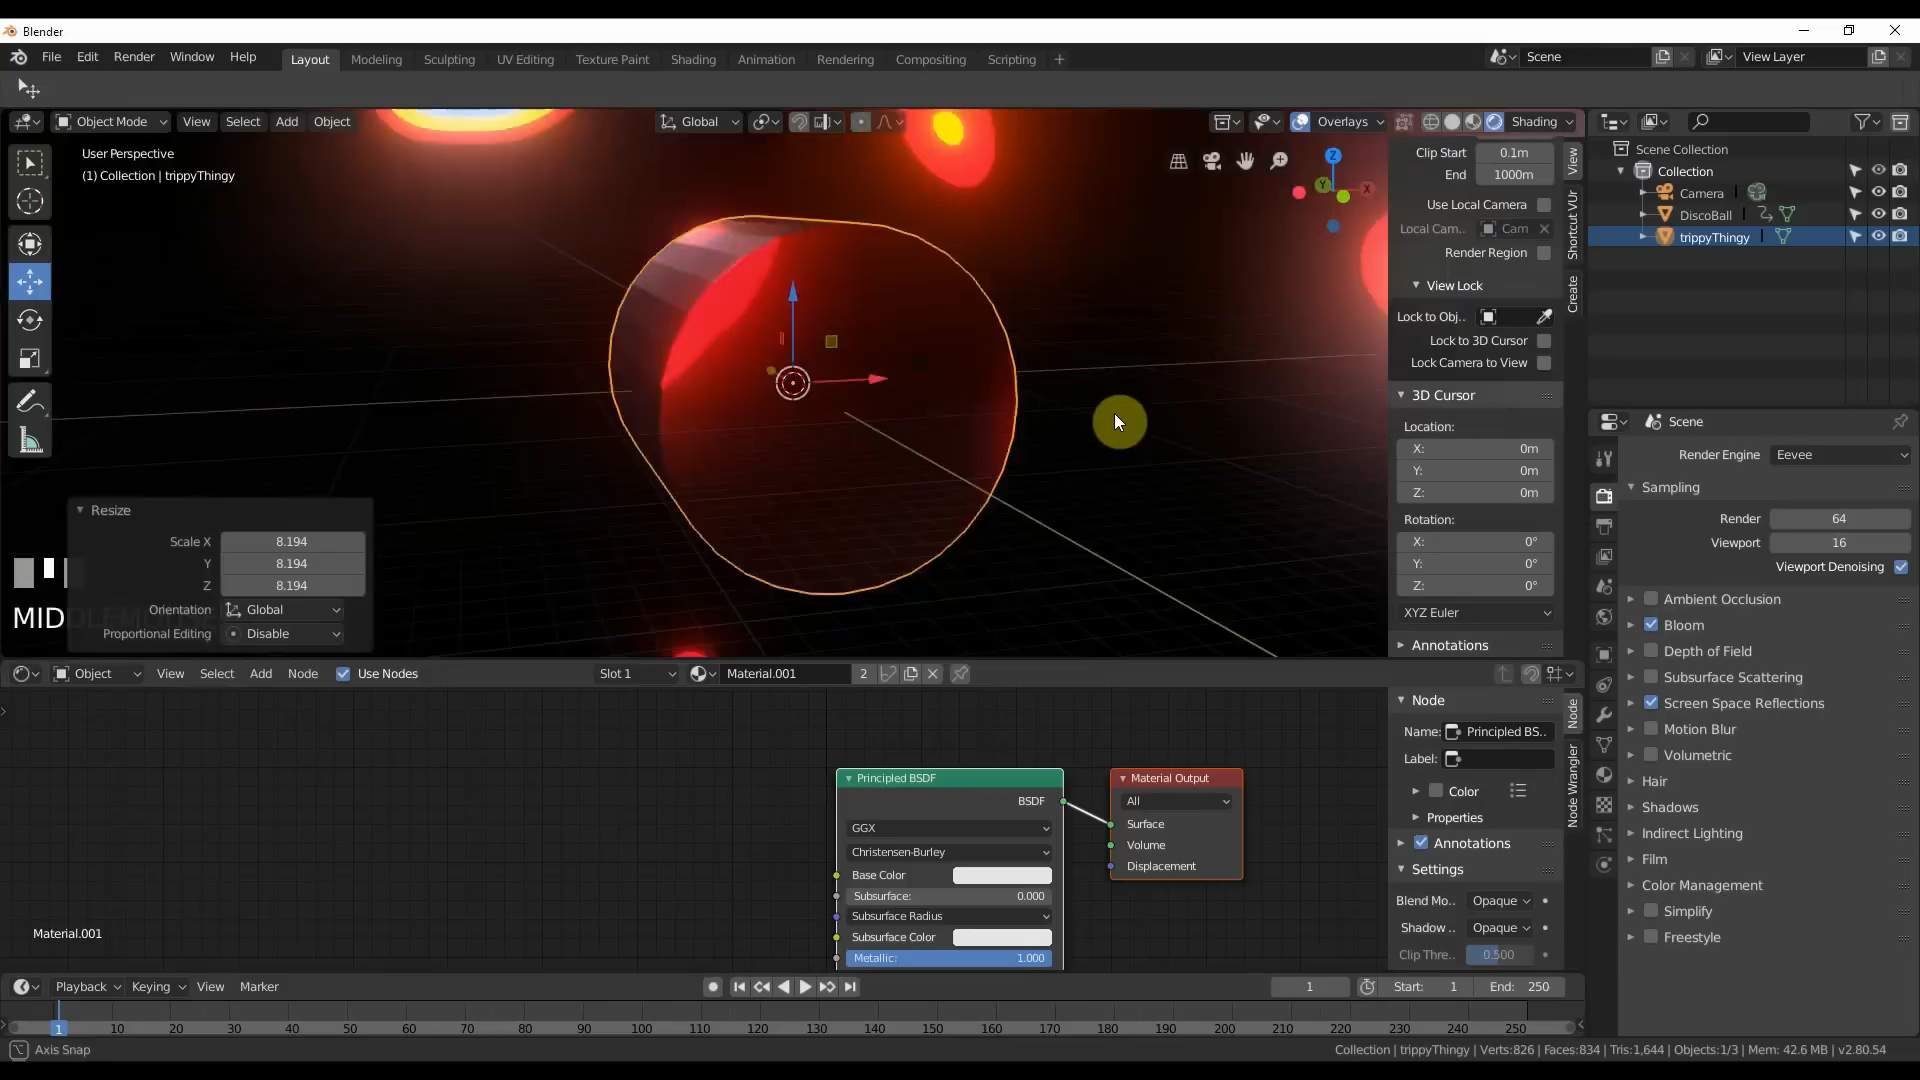 Blender
File Edit Render Window Help Layout Modeling Sculpting UV Editing Texture Paint Shading Animation Rendering Compositing Scripting + Scene View Layer
Object Mode View Select Add Object Global Overlays Shading
User Perspective
(1) Collection | trippyThingy
Z
Y
X
Clip Start 0.1m
End 1000m
Use Local Camera
Local Cam.. Cam
Render Region
View Lock
Lock to Obj..
Lock to 3D Cursor
Lock Camera to View
3D Cursor
Location:
X: 0m
Y: 0m
Z: 0m
Rotation:
X: 0°
Y: 0°
Z: 0°
XYZ Euler
Annotations
View
Shortcut VUr
Create
Scene Collection
Collection
Camera
DiscoBall
trippyThingy
Scene
Render Engine Eevee
Sampling
Render 64
Viewport 16
Viewport Denoising
Ambient Occlusion
Bloom
Depth of Field
Subsurface Scattering
Screen Space Reflections
Motion Blur
Volumetric
Hair
Shadows
Indirect Lighting
Film
Color Management
Simplify
Freestyle
Resize
Scale X 8.194
Y 8.194
Z 8.194
Orientation Global
Proportional Editing Disable
MID
Object View Select Add Node Use Nodes Slot 1 Material.001 2
Principled BSDF
BSDF
GGX
Christensen-Burley
Base Color
Subsurface: 0.000
Subsurface Radius
Subsurface Color
Metallic: 1.000
Material Output
All
Surface
Volume
Displacement
Material.001
Node
Name: Principled BS..
Label:
Color
Properties
Annotations
Settings
Blend Mo.. Opaque
Shadow .. Opaque
Clip Thre.. 0.500
Node
Node Wrangler
Playback Keying View Marker 1 Start: 1 End: 250
1 10 20 30 40 50 60 70 80 90 100 110 120 130 140 150 160 170 180 190 200 210 220 230 240 250
Axis Snap Collection | trippyThingy | Verts:826 | Faces:834 | Tris:1,644 | Objects:1/3 | Mem: 42.6 MB | v2.80.54